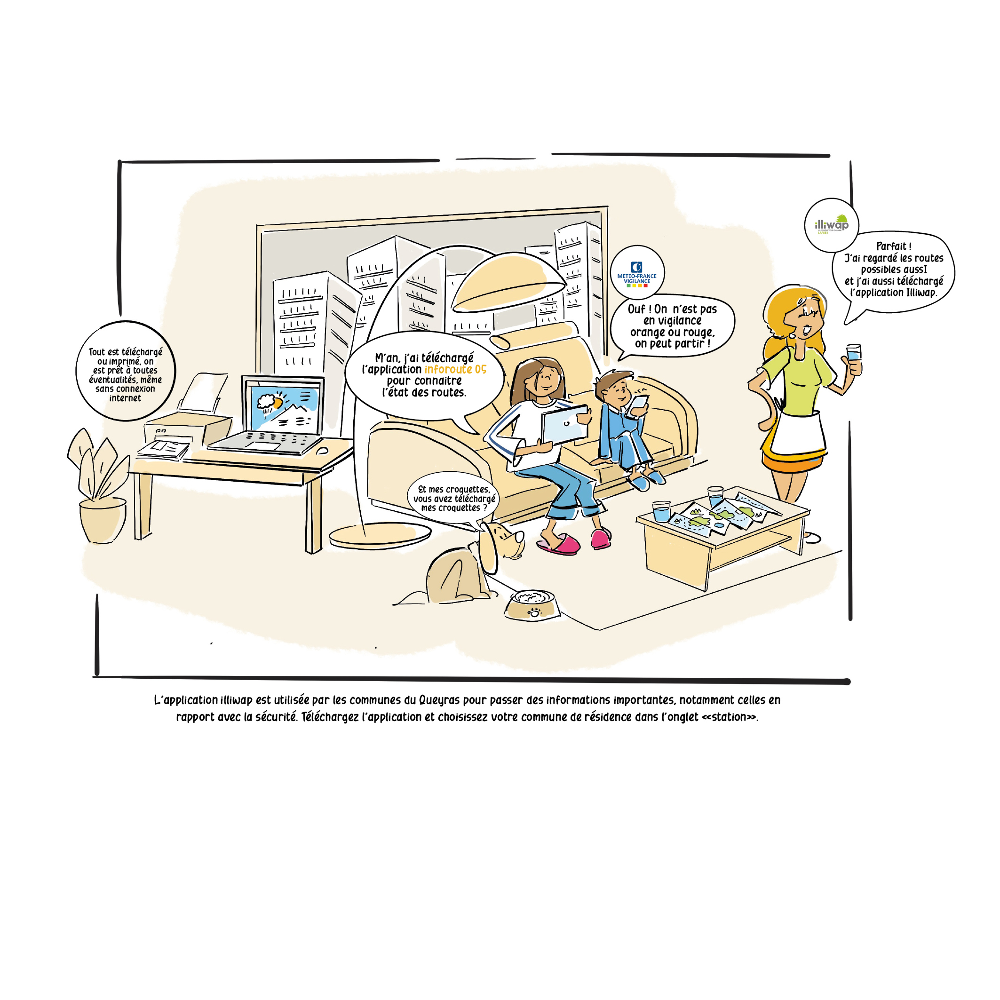 illiwap
LA VIE !
Parfait !
J'ai regardé les routes
possibles aussI
et j'ai aussi téléchargé
l'application Illiwap.
METEO-FRANCE
VIGILANCE
Ouf ! On n'est pas
en vigilance
orange ou rouge,
on peut partir !
Tout est téléchargé
ou imprimé, on
est prêt à toutes
éventualités, même
sans connexion
internet
M'an, j'ai téléchargé
l'application inforoute 05
pour connaitre
l'état des routes.
Et mes croquettes,
vous avez téléchargé
mes croquettes ?
L'application illiwap est utilisée par les communes du Queyras pour passer des informations importantes, notamment celles en
rapport avec la sécurité. Téléchargez l'application et choisissez votre commune de résidence dans l'onglet «station».